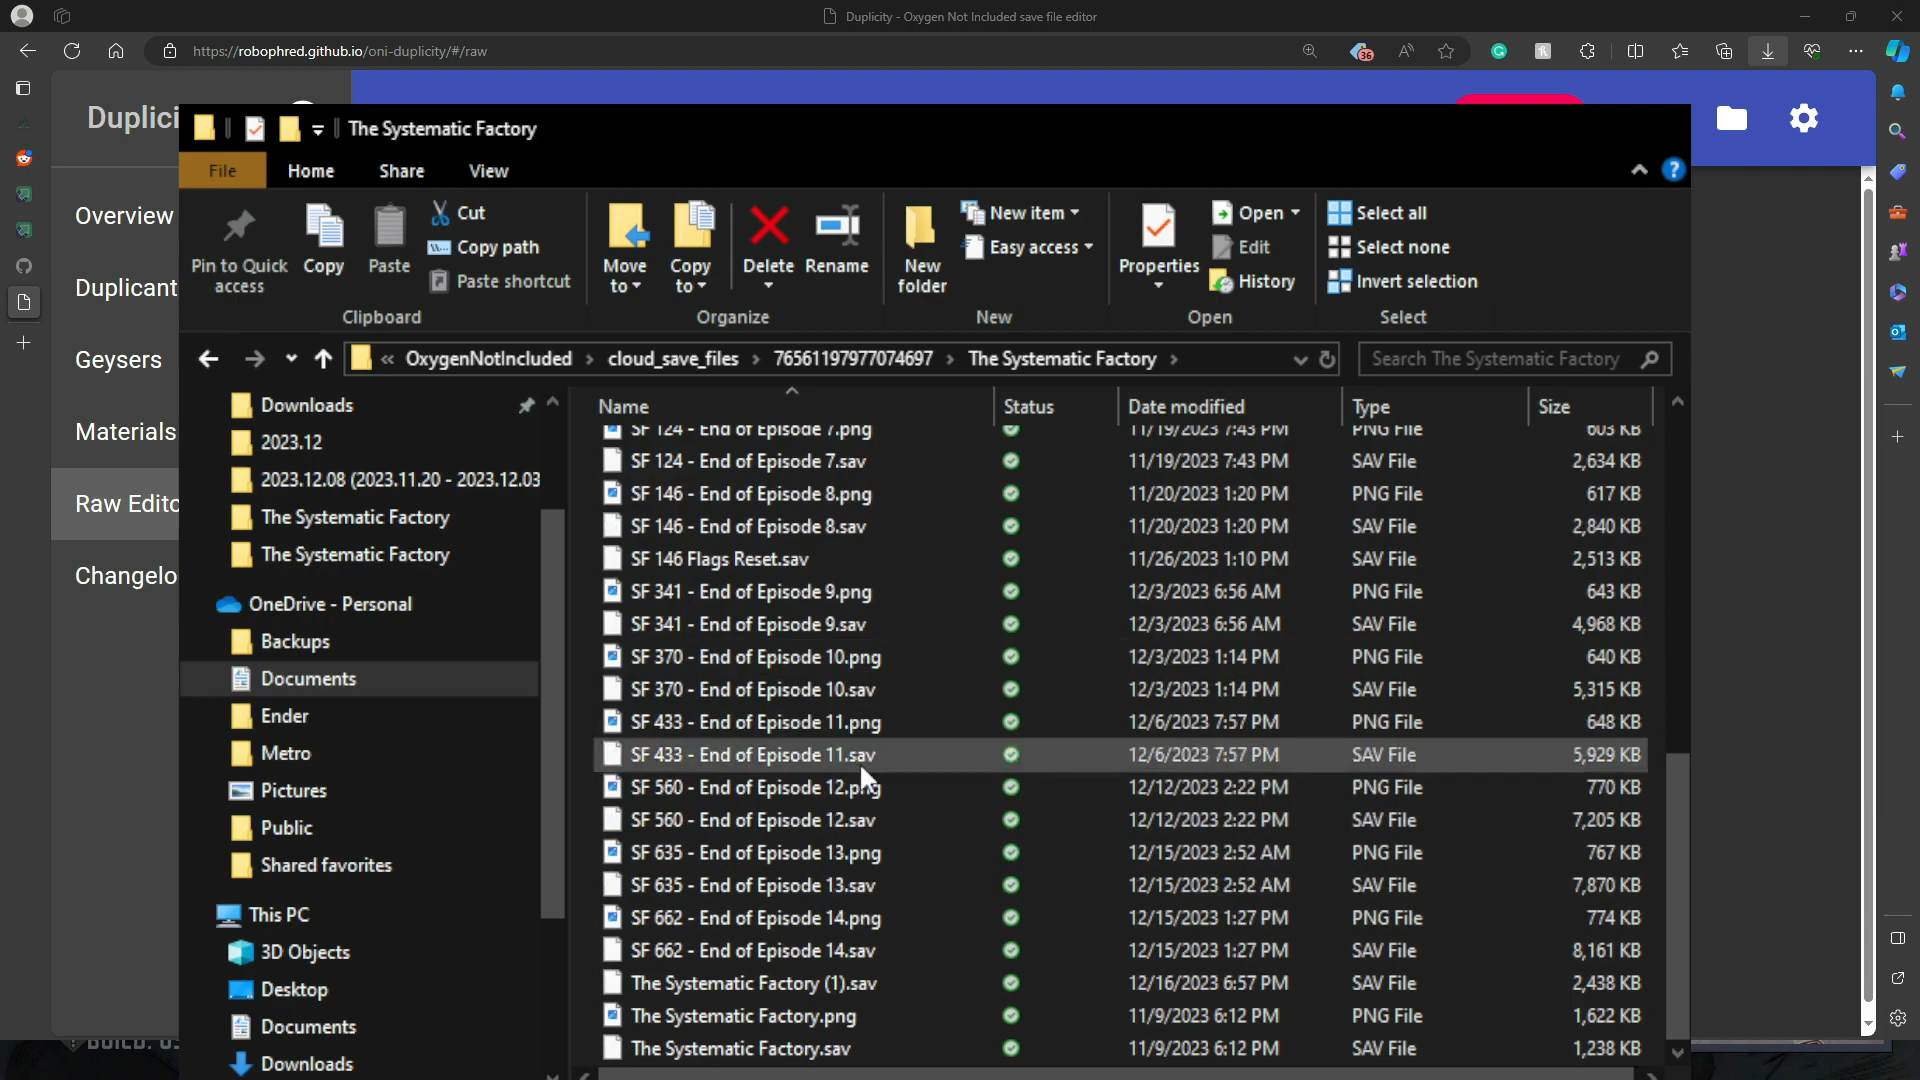 Duplicity - Oxygen Not Included save file editor
https://robophred.github.io/oni-duplicity/#/raw
36
Duplici
Overview
Duplicant
Geysers
Materials
Raw Edito
Changelo
The Systematic Factory
File Home Share View
Pin to Quick access
Copy
Paste
Cut
Copy path
Paste shortcut
Clipboard
Move to
Copy to
Delete
Rename
Organize
New folder
New item
Easy access
New
Properties
Open
Edit
History
Open
Select all
Select none
Invert selection
Select
« OxygenNotIncluded > cloud_save_files > 76561197977074697 > The Systematic Factory >
Search The Systematic Factory
Downloads
2023.12
2023.12.08 (2023.11.20 - 2023.12.03
The Systematic Factory
The Systematic Factory
OneDrive - Personal
Backups
Documents
Ender
Metro
Pictures
Public
Shared favorites
This PC
3D Objects
Desktop
Documents
Downloads
Name Status Date modified Type Size
SF 124 - End of Episode 7.png 11/19/2023 7:43 PM PNG File 603 KB
SF 124 - End of Episode 7.sav 11/19/2023 7:43 PM SAV File 2,634 KB
SF 146 - End of Episode 8.png 11/20/2023 1:20 PM PNG File 617 KB
SF 146 - End of Episode 8.sav 11/20/2023 1:20 PM SAV File 2,840 KB
SF 146 Flags Reset.sav 11/26/2023 1:10 PM SAV File 2,513 KB
SF 341 - End of Episode 9.png 12/3/2023 6:56 AM PNG File 643 KB
SF 341 - End of Episode 9.sav 12/3/2023 6:56 AM SAV File 4,968 KB
SF 370 - End of Episode 10.png 12/3/2023 1:14 PM PNG File 640 KB
SF 370 - End of Episode 10.sav 12/3/2023 1:14 PM SAV File 5,315 KB
SF 433 - End of Episode 11.png 12/6/2023 7:57 PM PNG File 648 KB
SF 433 - End of Episode 11.sav 12/6/2023 7:57 PM SAV File 5,929 KB
SF 560 - End of Episode 12.png 12/12/2023 2:22 PM PNG File 770 KB
SF 560 - End of Episode 12.sav 12/12/2023 2:22 PM SAV File 7,205 KB
SF 635 - End of Episode 13.png 12/15/2023 2:52 AM PNG File 767 KB
SF 635 - End of Episode 13.sav 12/15/2023 2:52 AM SAV File 7,870 KB
SF 662 - End of Episode 14.png 12/15/2023 1:27 PM PNG File 774 KB
SF 662 - End of Episode 14.sav 12/15/2023 1:27 PM SAV File 8,161 KB
The Systematic Factory (1).sav 12/16/2023 6:57 PM SAV File 2,438 KB
The Systematic Factory.png 11/9/2023 6:12 PM PNG File 1,622 KB
The Systematic Factory.sav 11/9/2023 6:12 PM SAV File 1,238 KB